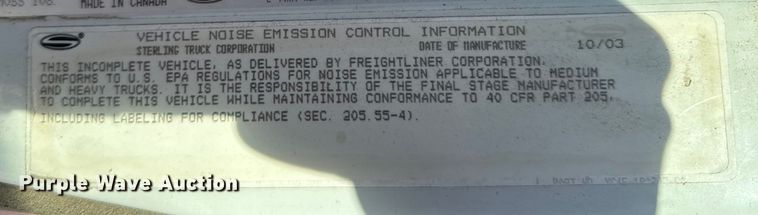 MADE IN CANADA
VEHICLE NOISE EMISSION CONTROL INFORMATION
STERLING TRUCK CORPORATION DATE OF MANUFACTURE 10/03
THIS INCOMPLETE VEHICLE, AS DELIVERED BY FREIGHTLINER CORPORATION.
CONFORMS TO U.S. EPA REGULATIONS FOR NOISE EMISSION APPLICABLE TO MEDIUM
AND HEAVY TRUCKS. IT IS THE RESPONSIBILITY OF THE FINAL STAGE MANUFACTURER
TO COMPLETE THIS VEHICLE WHILE MAINTAINING CONFORMANCE TO 40 CFR PART 205,
INCLUDING LABELING FOR COMPLIANCE (SEC. 205.55-4).
PART NO
Purple Wave Auction